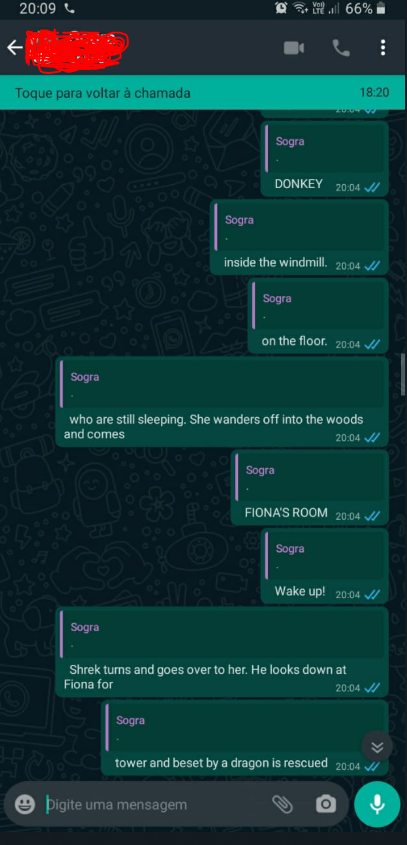 20:09
Vo)) LTE 66%
Toque para voltar à chamada 18:20
20:04
Sogra
.
DONKEY 20:04
Sogra
.
inside the windmill. 20:04
Sogra
.
on the floor. 20:04
Sogra
.
who are still sleeping. She wanders off into the woods
and comes 20:04
Sogra
.
FIONA'S ROOM 20:04
Sogra
.
Wake up! 20:04
Sogra
.
Shrek turns and goes over to her. He looks down at
Fiona for 20:04
Sogra
.
tower and beset by a dragon is rescued 20:04
Digite uma mensagem